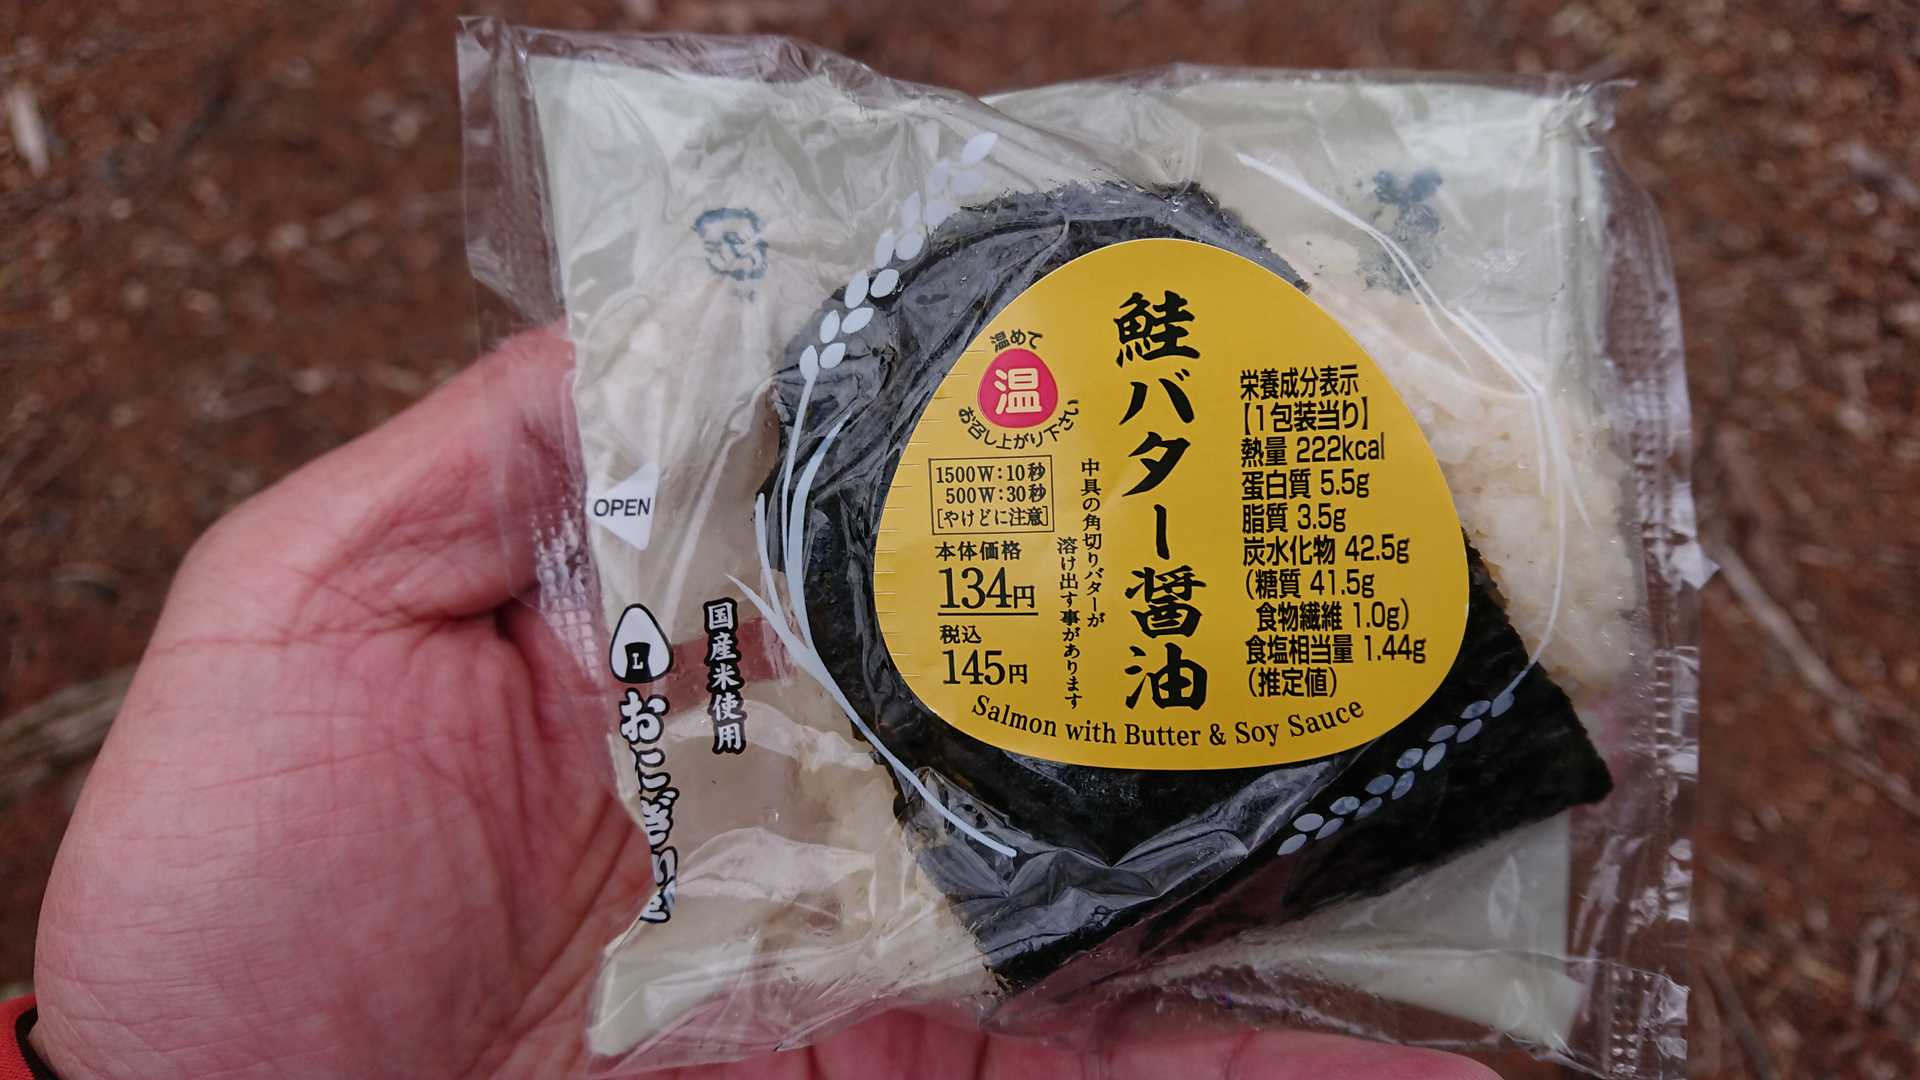 鮭バター醤油
温めて
温
お召し上がり下さい
1500W:10秒
500W:30秒
[やけどに注意]
中具の角切りバターが
溶け出す事があります
本体価格
134円
税込
145円
栄養成分表示
【1包装当り】
熱量 222kcal
蛋白質 5.5g
脂質 3.5g
炭水化物 42.5g
(糖質 41.5g
食物繊維 1.0g)
食塩相当量 1.44g
(推定値)
Salmon with Butter & Soy Sauce
OPEN
国産米使用
L
おにぎり屋